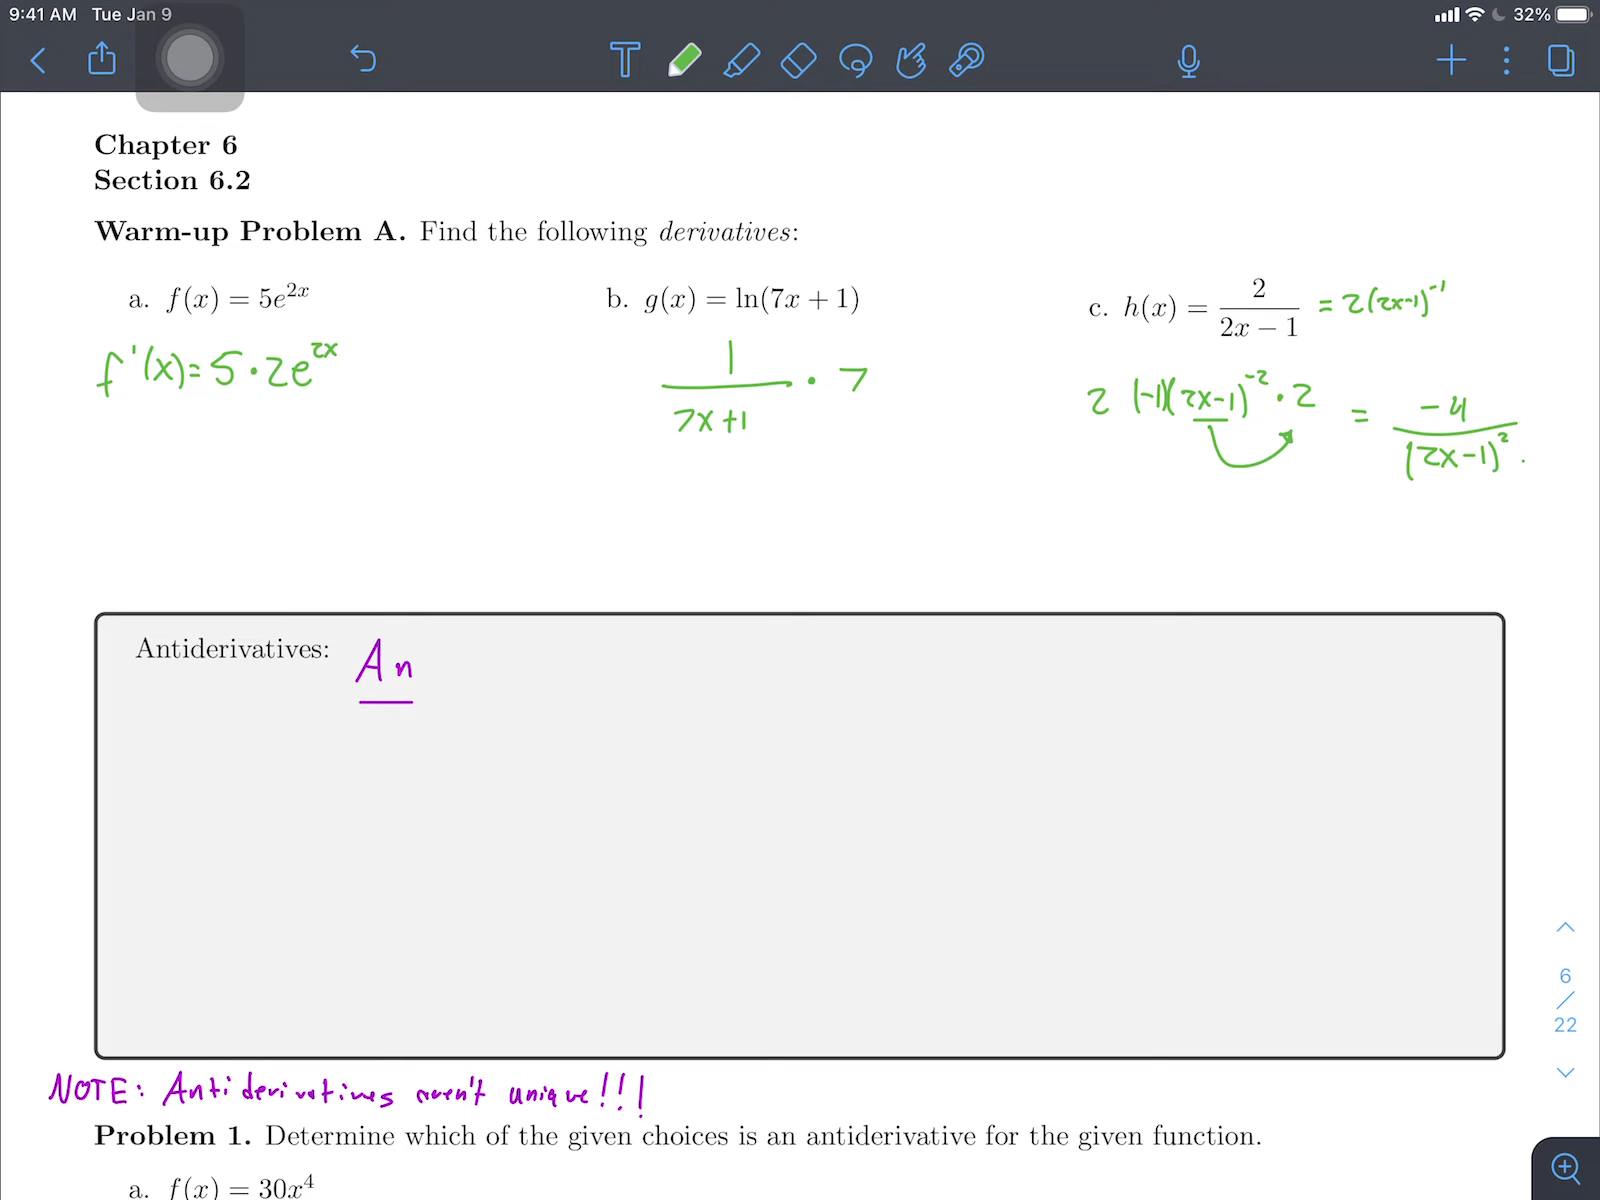 9:41 AM Tue Jan 9
32%
Chapter 6
Section 6.2
Warm-up Problem A. Find the following derivatives:
a. f(x) = 5e^{2x}
b. g(x) = ln(7x + 1)
c. h(x) = 2/(2x − 1) = 2(2x-1)^{-1}
f'(x) = 5 · 2e^{2x}
1/(7x+1) · 7
2 (-1)(2x-1)^{-2} · 2 = -4/(2x-1)^2 .
Antiderivatives: An
6
/
22
NOTE: Antiderivatives aren't unique!!!
Problem 1. Determine which of the given choices is an antiderivative for the given function.
a. f(x) = 30x^4